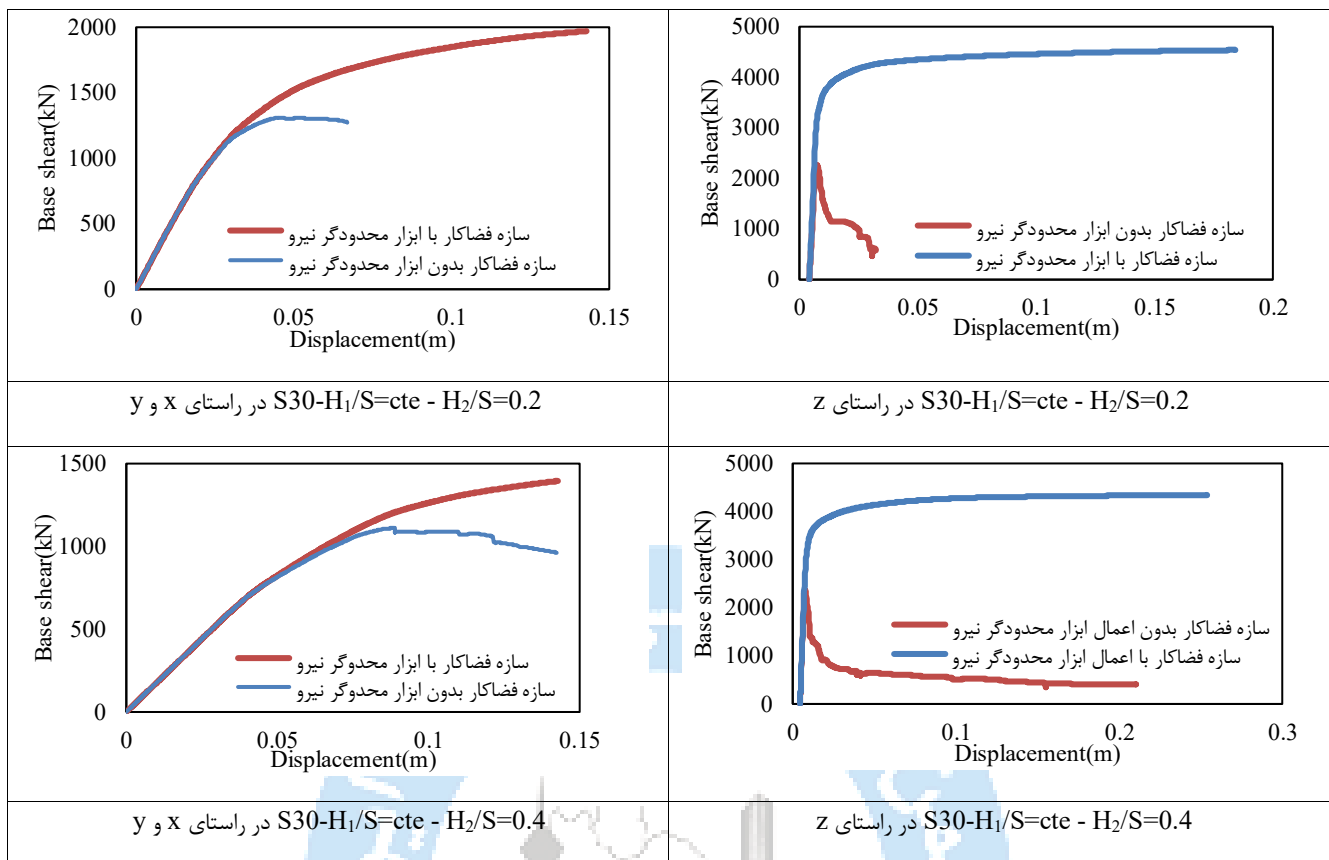 2000
1500
1000
500
0
0
0.05
0.1
0.15
Base shear(kN)
Displacement(m)
سازه فضاکار با ابزار محدودگر نیرو
سازه فضاکار بدون ابزار محدودگر نیرو
5000
4000
3000
2000
1000
0
0
0.05
0.1
0.15
0.2
Base shear(kN)
Displacement(m)
سازه فضاکار بدون ابزار محدودگر نیرو
سازه فضاکار با ابزار محدودگر نیرو
S30-H₁/S=cte - H₂/S=0.2 در راستای x و y
S30-H₁/S=cte - H₂/S=0.2 در راستای z
1500
1000
500
0
0
0.05
0.1
0.15
Base shear(kN)
Displacement(m)
سازه فضاکار با ابزار محدوگر نیرو
سازه فضاکار بدون ابزار محدوگر نیرو
5000
4000
3000
2000
1000
0
0
0.1
0.2
0.3
Base shear(kN)
Displacement(m)
سازه فضاکار بدون اعمال ابزار محدودگر نیرو
سازه فضاکار با اعمال ابزار محدودگر نیرو
S30-H₁/S=cte - H₂/S=0.4 در راستای x و y
S30-H₁/S=cte - H₂/S=0.4 در راستای z